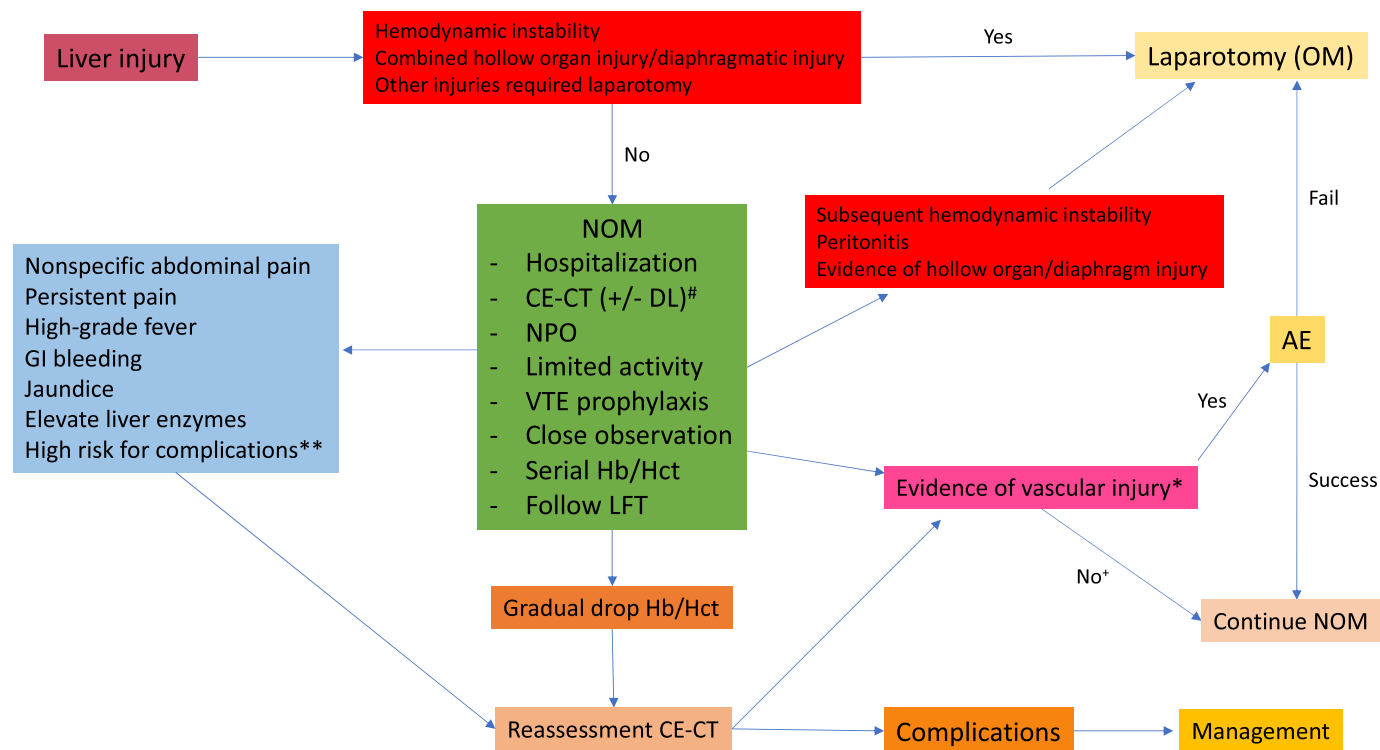 Liver injury
Hemodynamic instability
Combined hollow organ injury/diaphragmatic injury
Other injuries required laparotomy
Yes
Laparotomy (OM)
No
NOM
- Hospitalization
- CE-CT (+/- DL)#
- NPO
- Limited activity
- VTE prophylaxis
- Close observation
- Serial Hb/Hct
- Follow LFT
Subsequent hemodynamic instability
Peritonitis
Evidence of hollow organ/diaphragm injury
Fail
Nonspecific abdominal pain
Persistent pain
High-grade fever
GI bleeding
Jaundice
Elevate liver enzymes
High risk for complications**
AE
Yes
Evidence of vascular injury*
Success
No+
Gradual drop Hb/Hct
Continue NOM
Reassessment CE-CT
Complications
Management